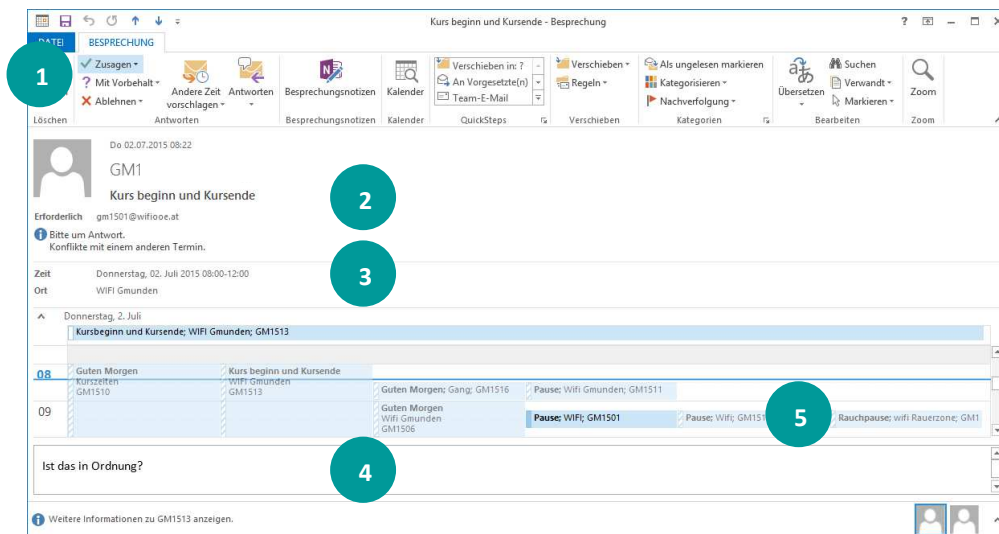 Kurs beginn und Kursende - Besprechung
DATEI BESPRECHUNG
1
Zusagen
Mit Vorbehalt
Ablehnen
Andere Zeit
vorschlagen
Antworten
Besprechungsnotizen
Kalender
Verschieben in: ?
An Vorgesetzte(n)
Team-E-Mail
Verschieben
Regeln
Als ungelesen markieren
Kategorisieren
Nachverfolgung
Übersetzen
Suchen
Verwandt
Markieren
Zoom
Löschen Antworten Besprechungsnotizen Kalender QuickSteps Verschieben Kategorien Bearbeiten Zoom
Do 02.07.2015 08:22
GM1
Kurs beginn und Kursende
2
Erforderlich gm1501@wifiooe.at
Bitte um Antwort.
Konflikte mit einem anderen Termin.
3
Zeit Donnerstag, 02. Juli 2015 08:00-12:00
Ort WIFI Gmunden
Donnerstag, 2. Juli
Kursbeginn und Kursende; WIFI Gmunden; GM1513
08
Guten Morgen
Kurszeiten
GM1510
Kurs beginn und Kursende
WIFI Gmunden
GM1513
Guten Morgen; Gang; GM1516
Pause; Wifi Gmunden; GM1511
09
Guten Morgen
Wifi Gmunden
GM1506
Pause; WIFI; GM1501
Pause; Wifi; GM151
5
Rauchpause; wifi Rauerzone; GM1
Ist das in Ordnung?
4
Weitere Informationen zu GM1513 anzeigen.